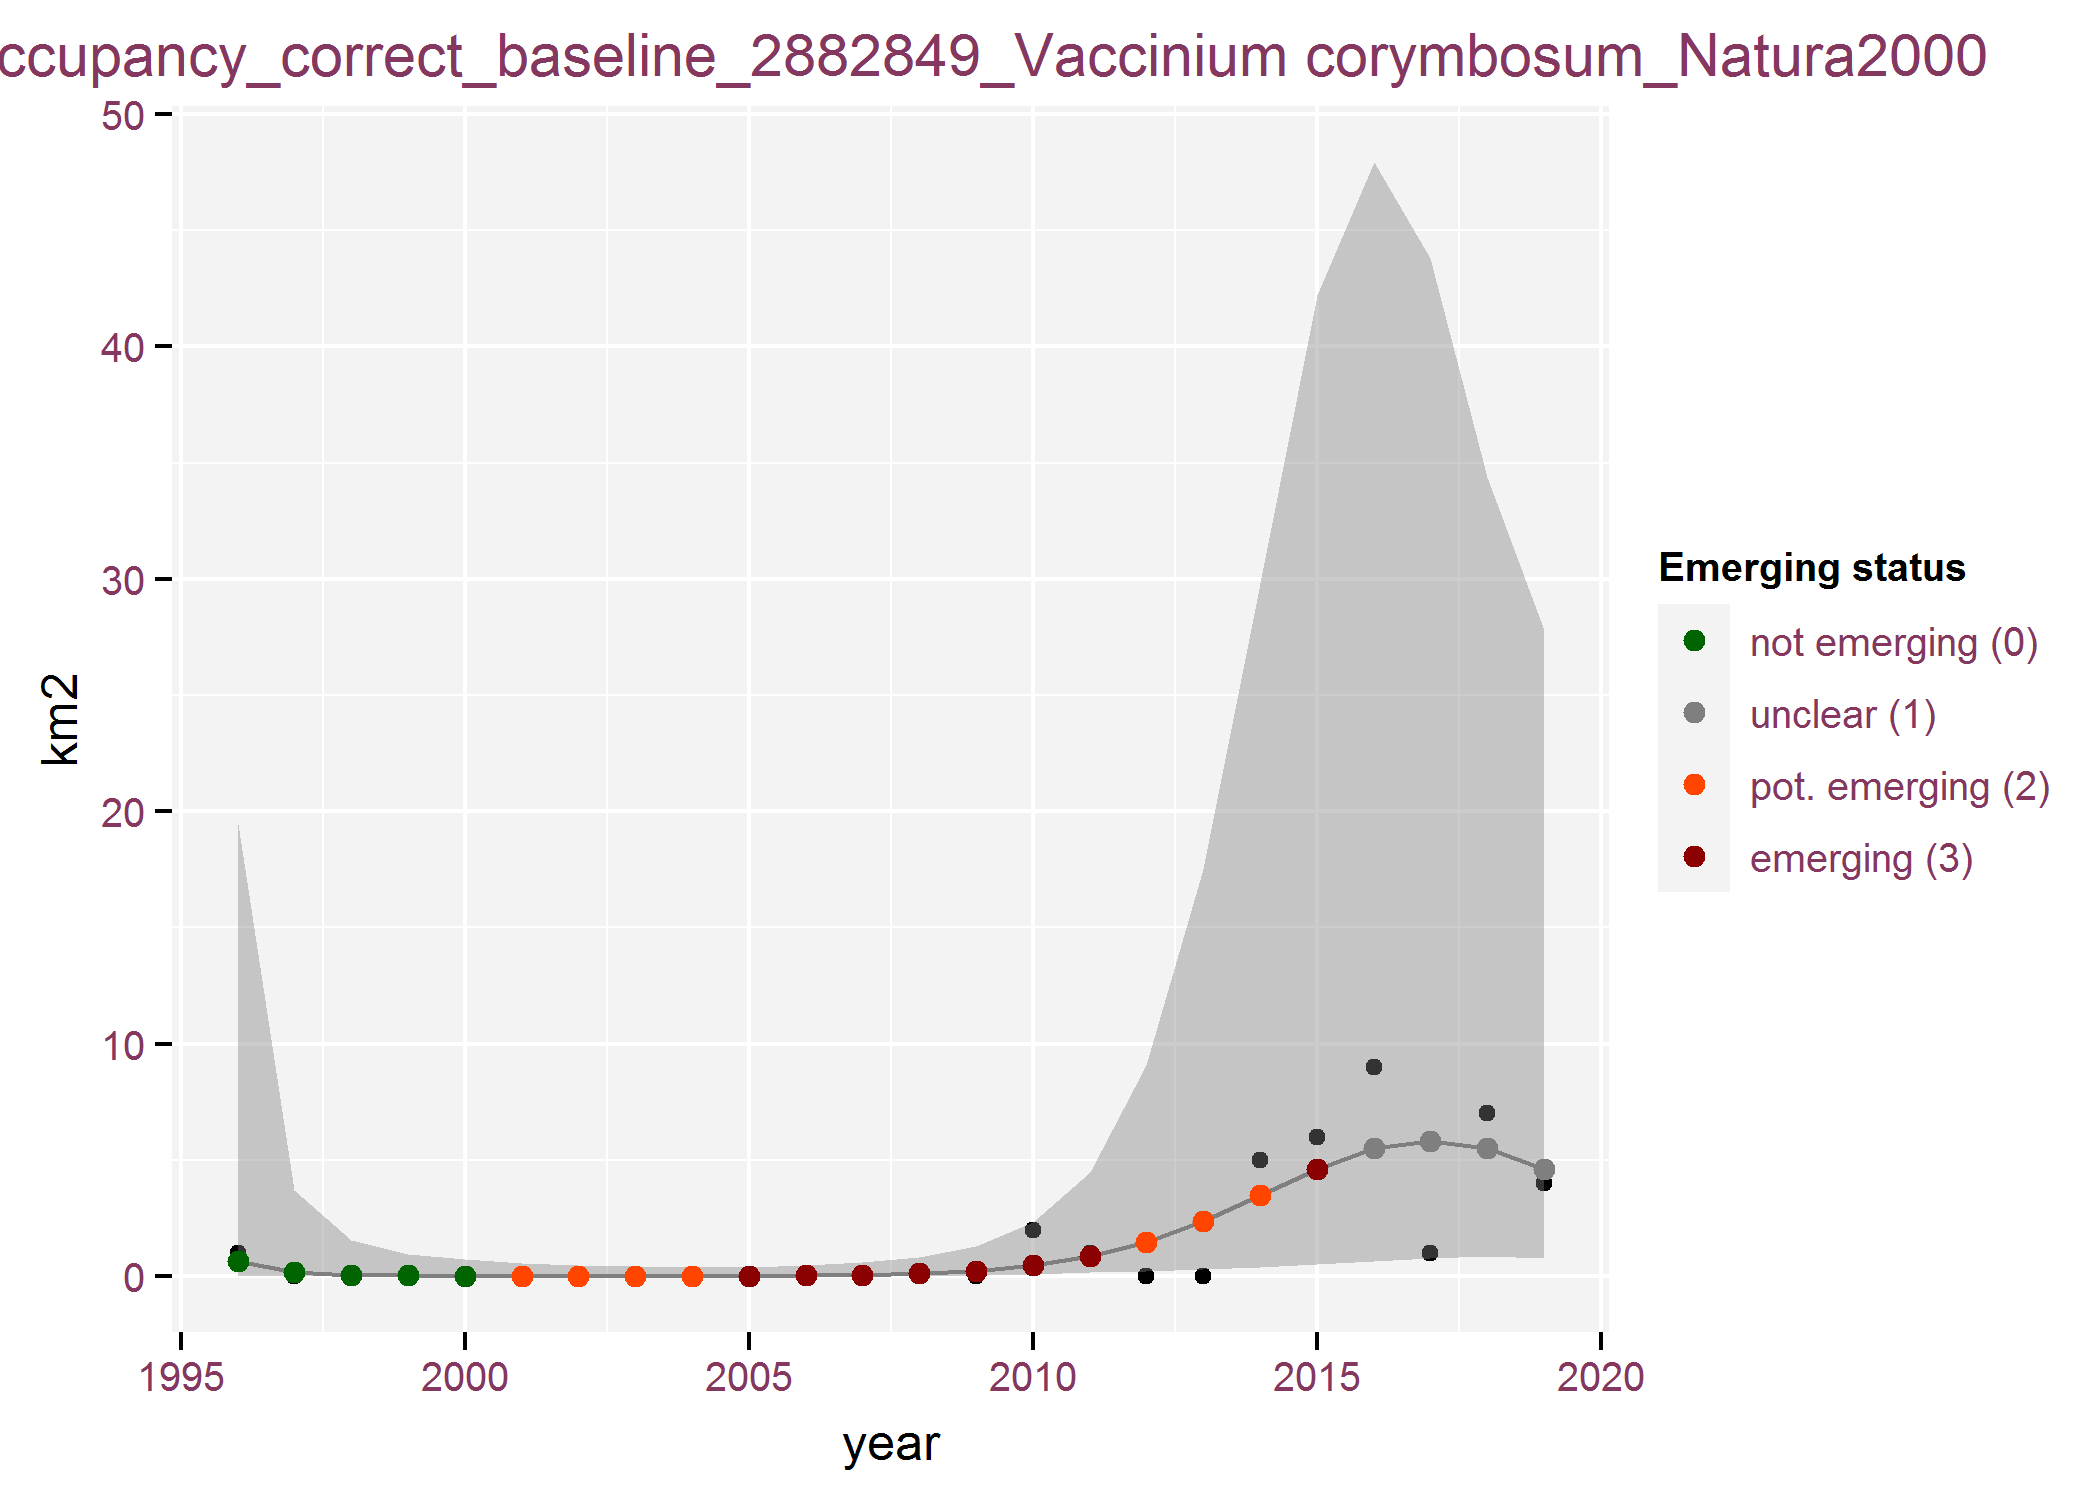 ccupancy_correct_baseline_2882849_Vaccinium corymbosum_Natura2000
50
40
30
20
10
0
km2
1995 2000 2005 2010 2015 2020
year
Emerging status
not emerging (0)
unclear (1)
pot. emerging (2)
emerging (3)